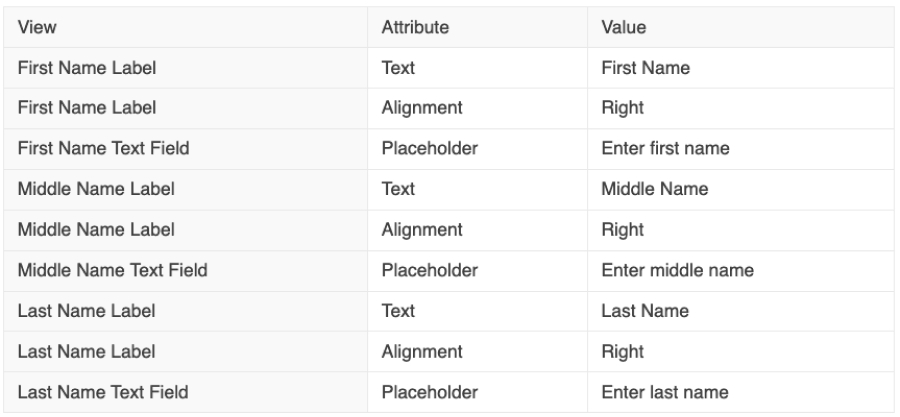 View Attribute Value
First Name Label Text First Name
First Name Label Alignment Right
First Name Text Field Placeholder Enter first name
Middle Name Label Text Middle Name
Middle Name Label Alignment Right
Middle Name Text Field Placeholder Enter middle name
Last Name Label Text Last Name
Last Name Label Alignment Right
Last Name Text Field Placeholder Enter last name